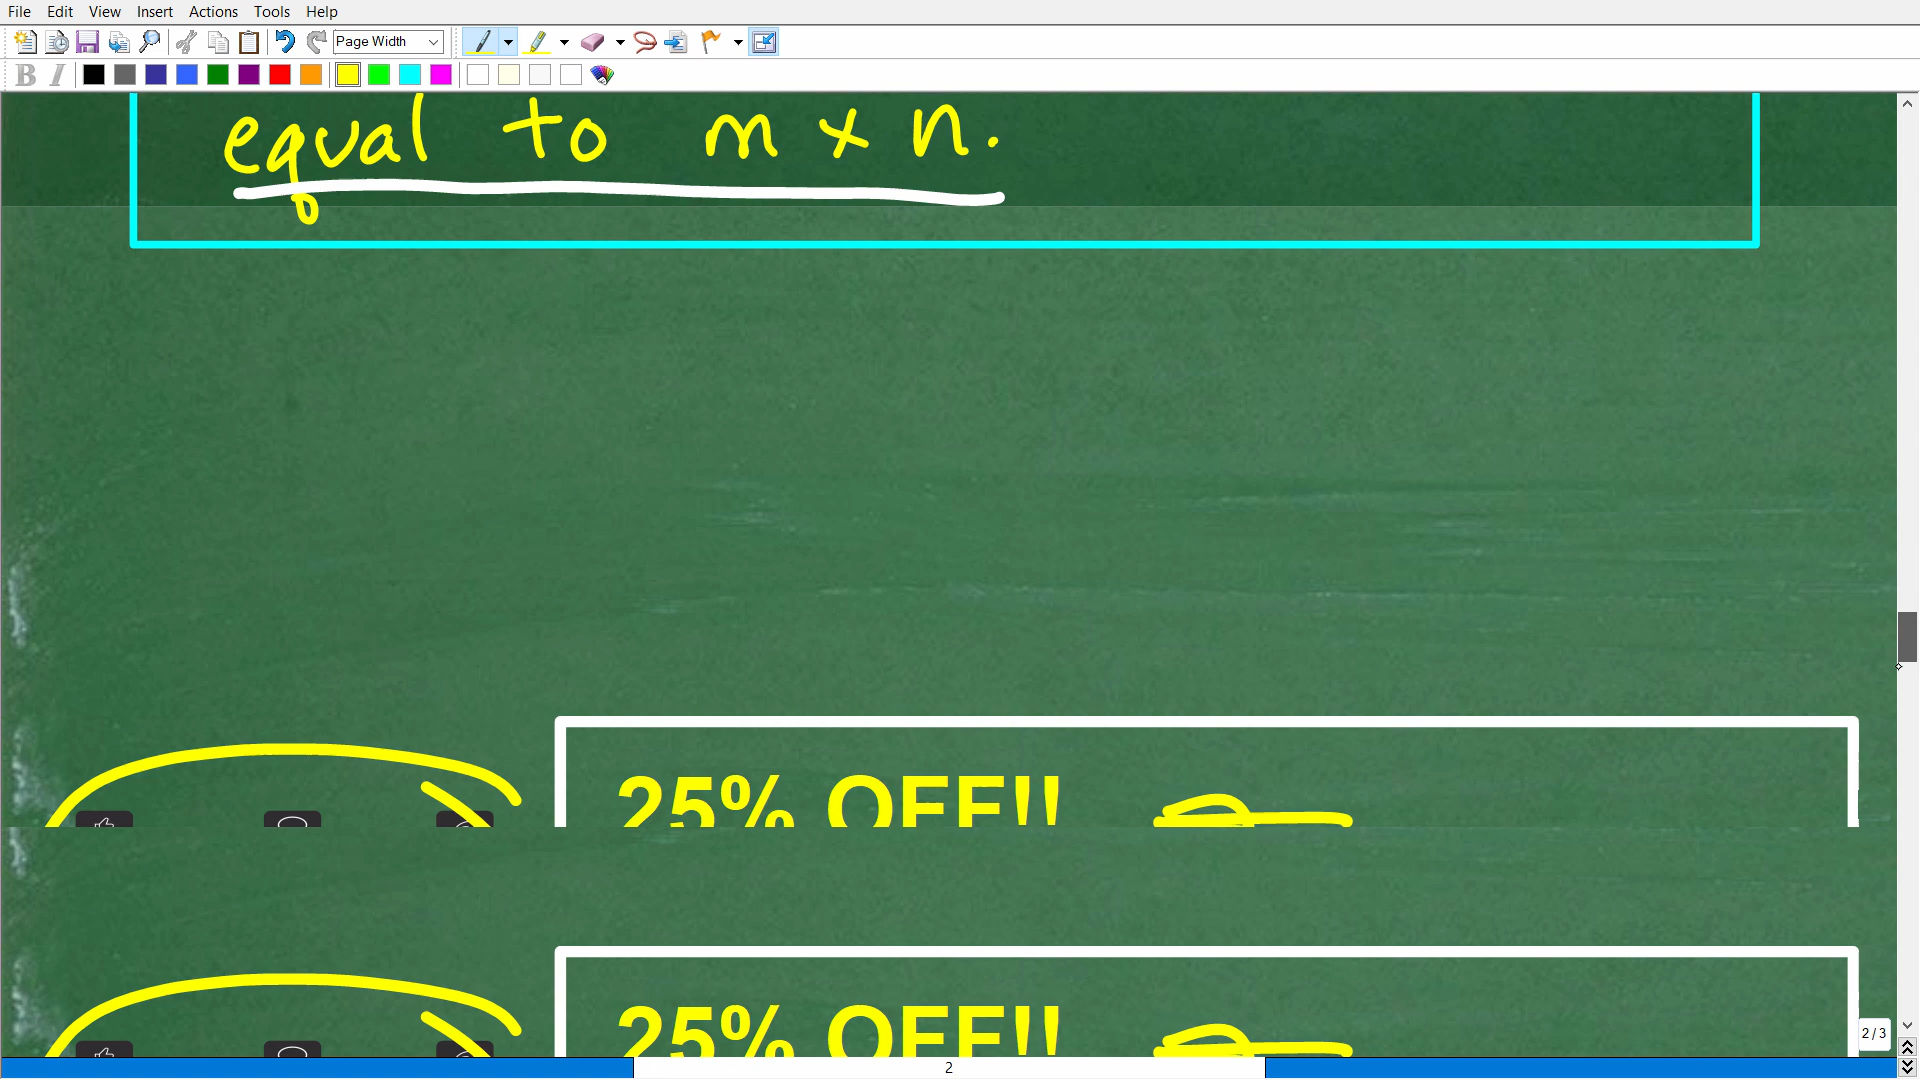 File Edit View Insert Actions Tools Help
Page Width
B I
equal to m x n.
25% OFF!!
25% OFF!!
2 / 3
2